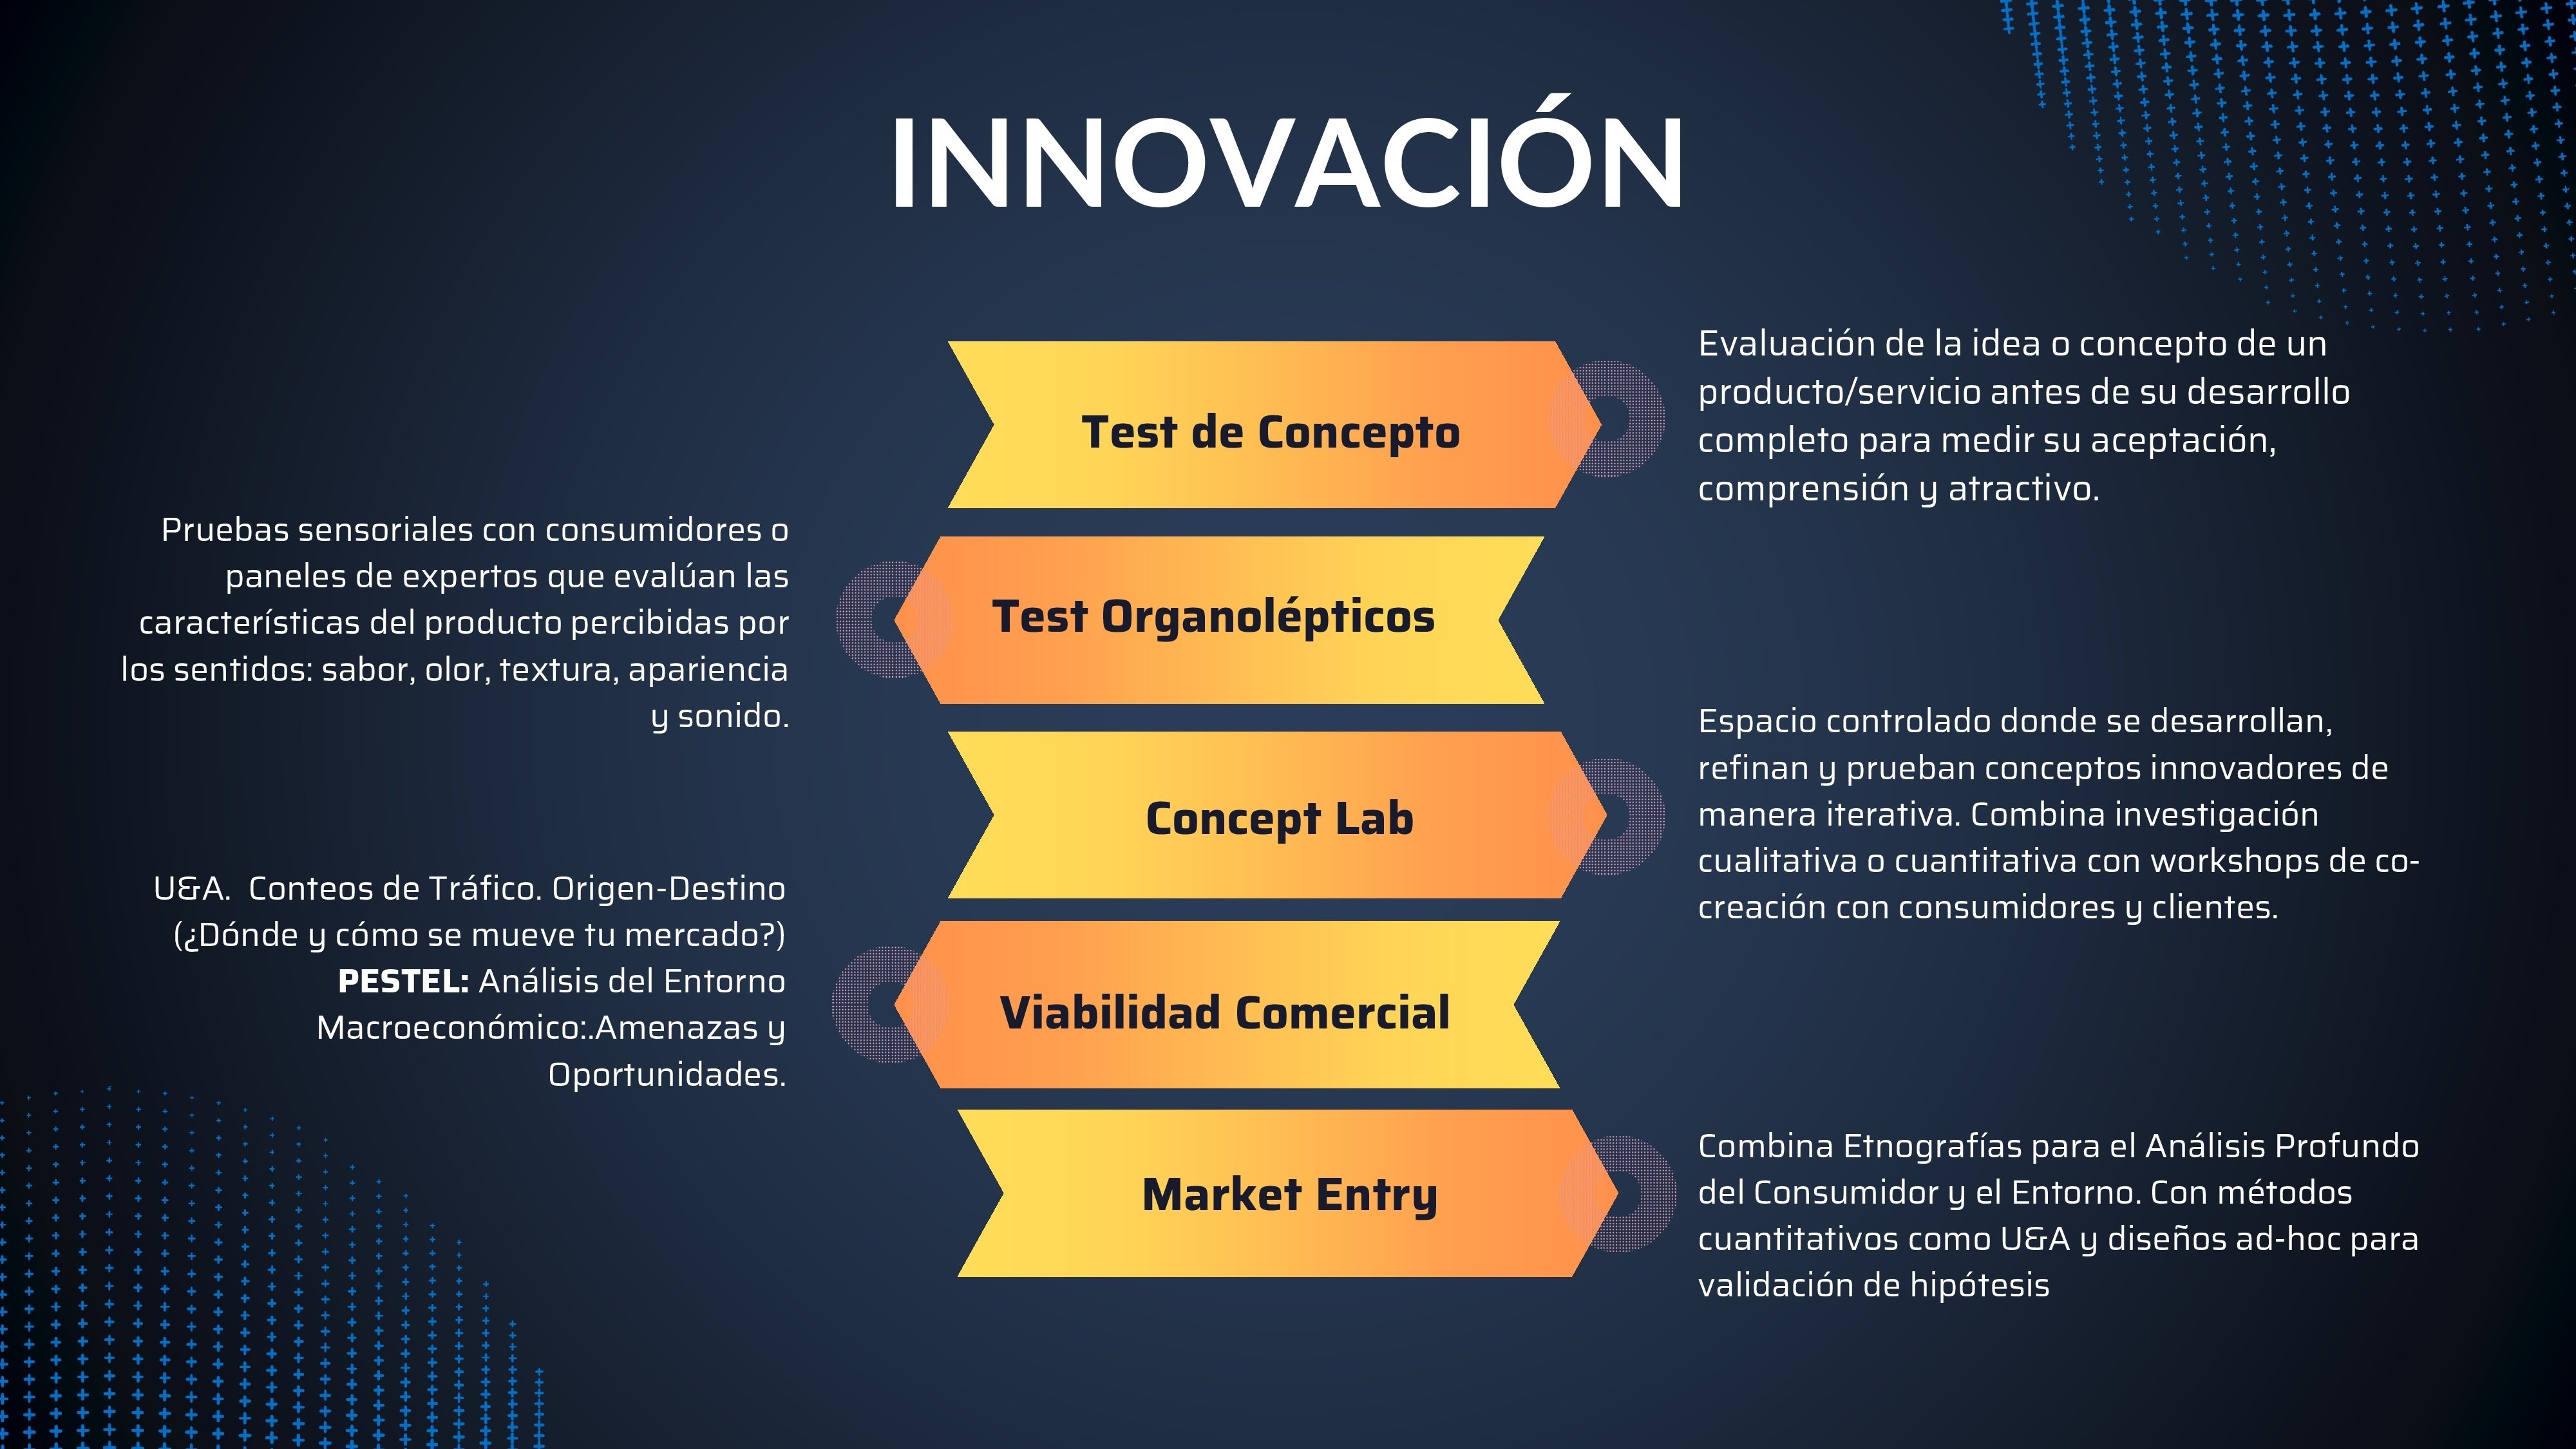 INNOVACIÓN
Test de Concepto
Evaluación de la idea o concepto de un
producto/servicio antes de su desarrollo
completo para medir su aceptación,
comprensión y atractivo.
Test Organolépticos
Pruebas sensoriales con consumidores o
paneles de expertos que evalúan las
características del producto percibidas por
los sentidos: sabor, olor, textura, apariencia
y sonido.
Concept Lab
Espacio controlado donde se desarrollan,
refinan y prueban conceptos innovadores de
manera iterativa. Combina investigación
cualitativa o cuantitativa con workshops de co-
creación con consumidores y clientes.
Viabilidad Comercial
U&A.  Conteos de Tráfico. Origen-Destino
(¿Dónde y cómo se mueve tu mercado?)
PESTEL: Análisis del Entorno
Macroeconómico:.Amenazas y
Oportunidades.
Market Entry
Combina Etnografías para el Análisis Profundo
del Consumidor y el Entorno. Con métodos
cuantitativos como U&A y diseños ad-hoc para
validación de hipótesis